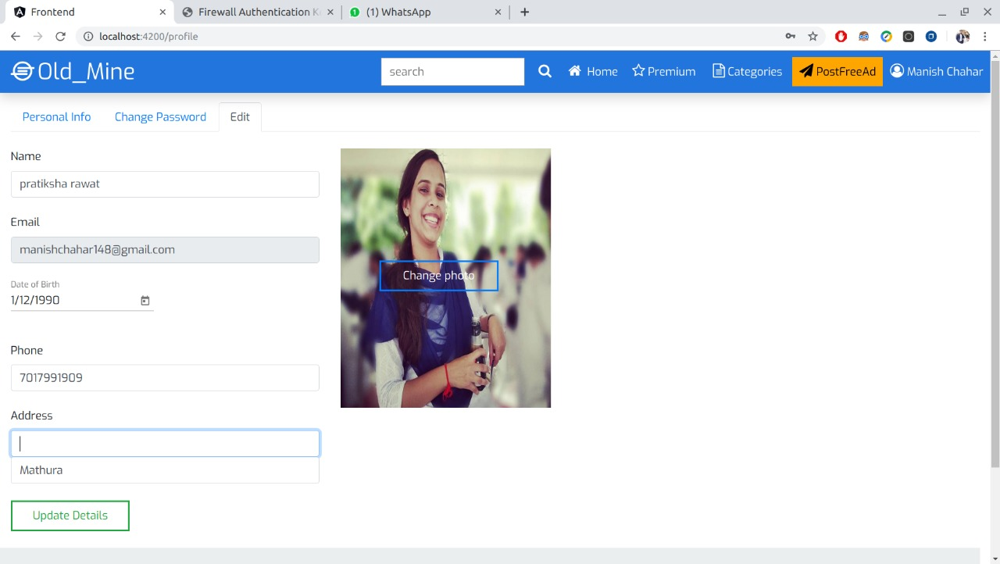 Frontend
Firewall Authentication K
(1) WhatsApp
localhost:4200/profile
Old_Mine
search
Home
Premium
Categories
PostFreeAd
Manish Chahar
Personal Info
Change Password
Edit
Name
pratiksha rawat
Email
manishchahar148@gmail.com
Date of Birth
1/12/1990
Phone
7017991909
Address
Mathura
Update Details
Change photo